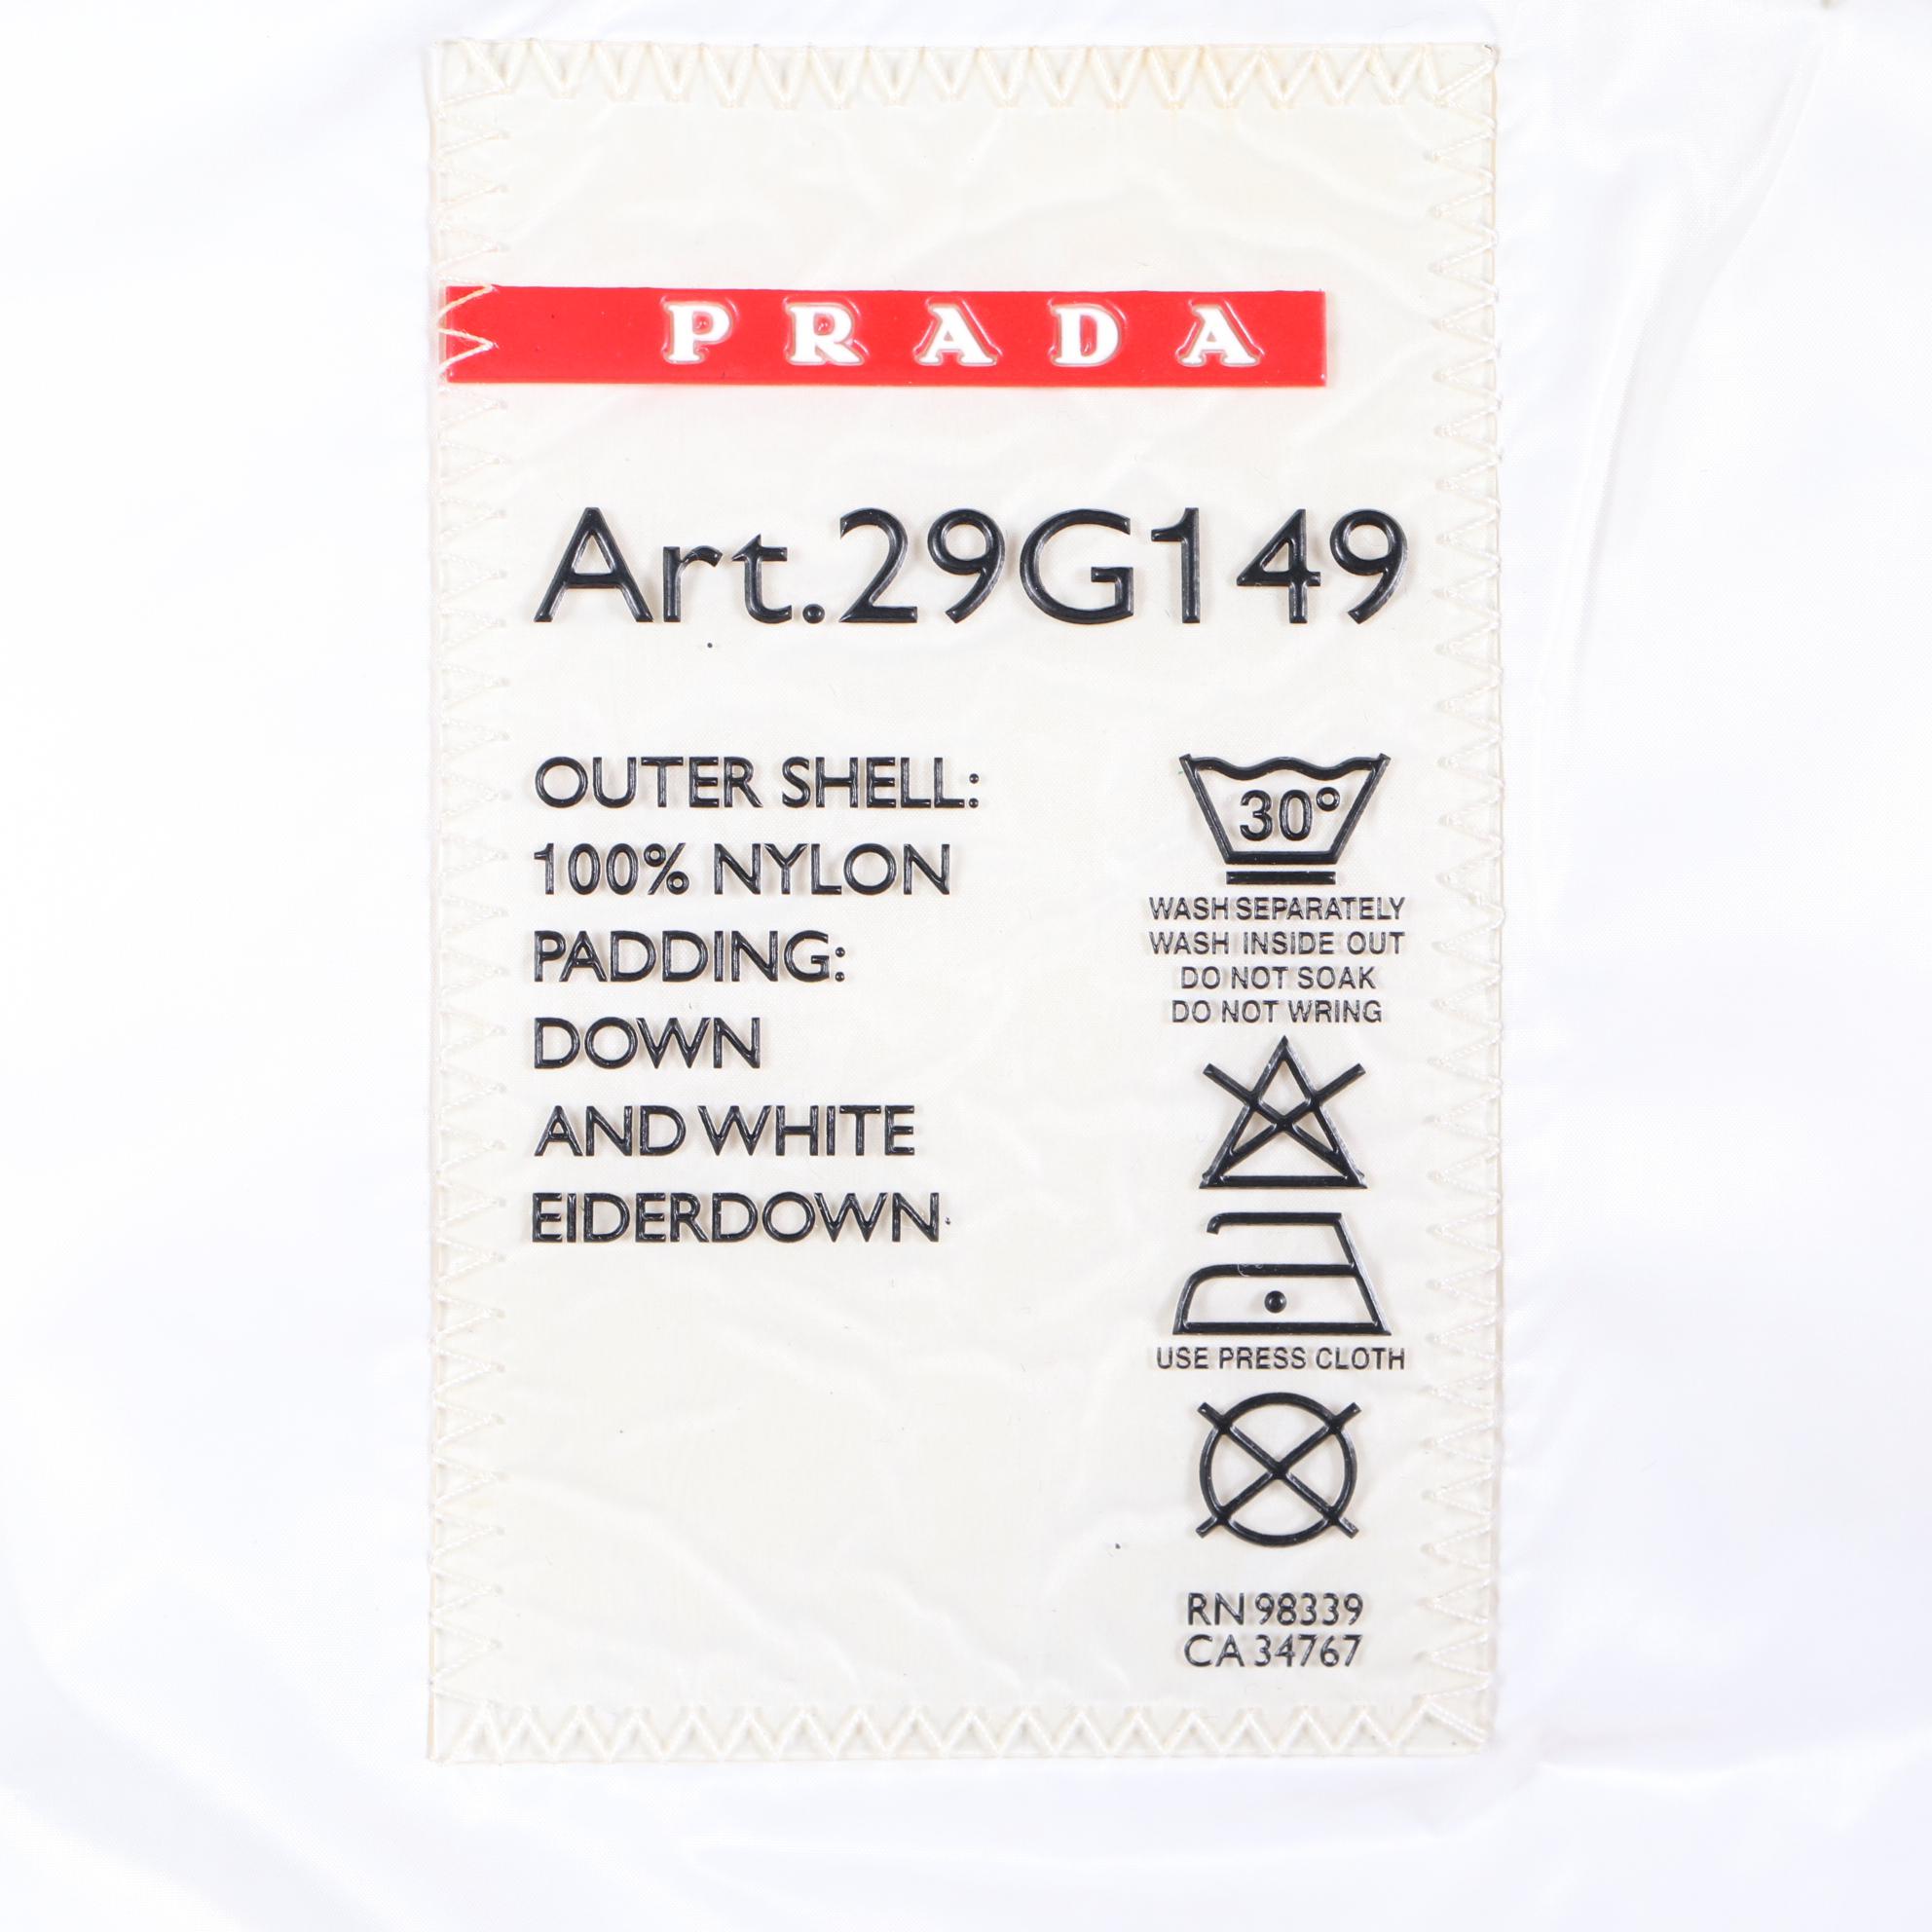 PRADA
Art.29G149
OUTER SHELL:
100% NYLON
PADDING:
DOWN
AND WHITE
EIDERDOWN
30°
WASH SEPARATELY
WASH INSIDE OUT
DO NOT SOAK
DO NOT WRING
USE PRESS CLOTH
RN 98339
CA 34767